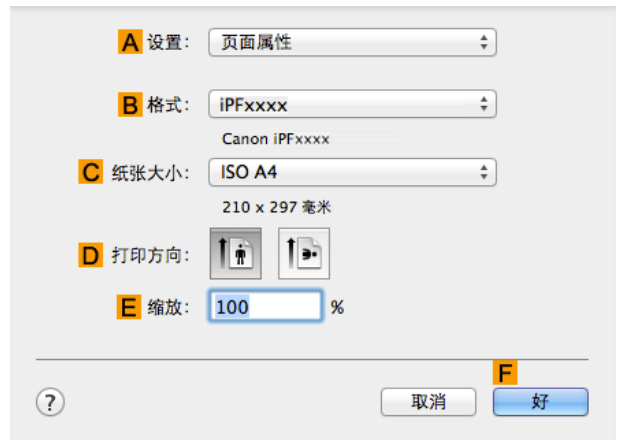 A 设置: 页面属性
B 格式: iPFxxxx
Canon iPFxxxx
C 纸张大小: ISO A4
210 x 297 毫米
D 打印方向:
E 缩放: 100 %
F
? 取消 好